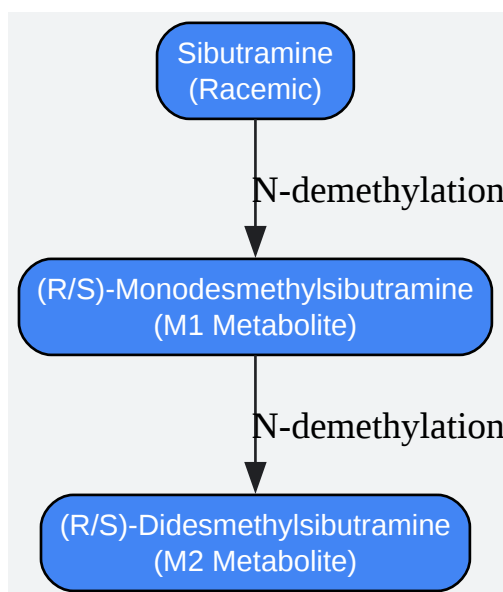 Sibutramine
(Racemic)
N-demethylation
(R/S)-Monodesmethylsibutramine
(M1 Metabolite)
N-demethylation
(R/S)-Didesmethylsibutramine
(M2 Metabolite)